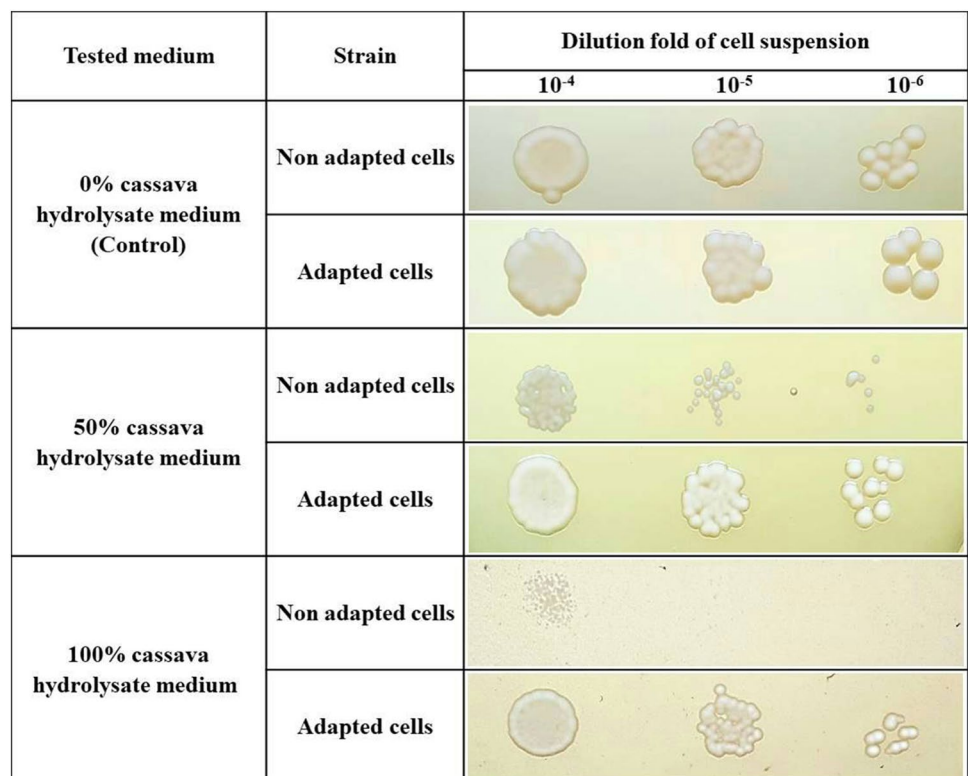 Tested medium
Strain
Dilution fold of cell suspension
10⁻⁴
10⁻⁵
10⁻⁶
0% cassava
hydrolysate medium
(Control)
Non adapted cells
Adapted cells
50% cassava
hydrolysate medium
Non adapted cells
Adapted cells
100% cassava
hydrolysate medium
Non adapted cells
Adapted cells